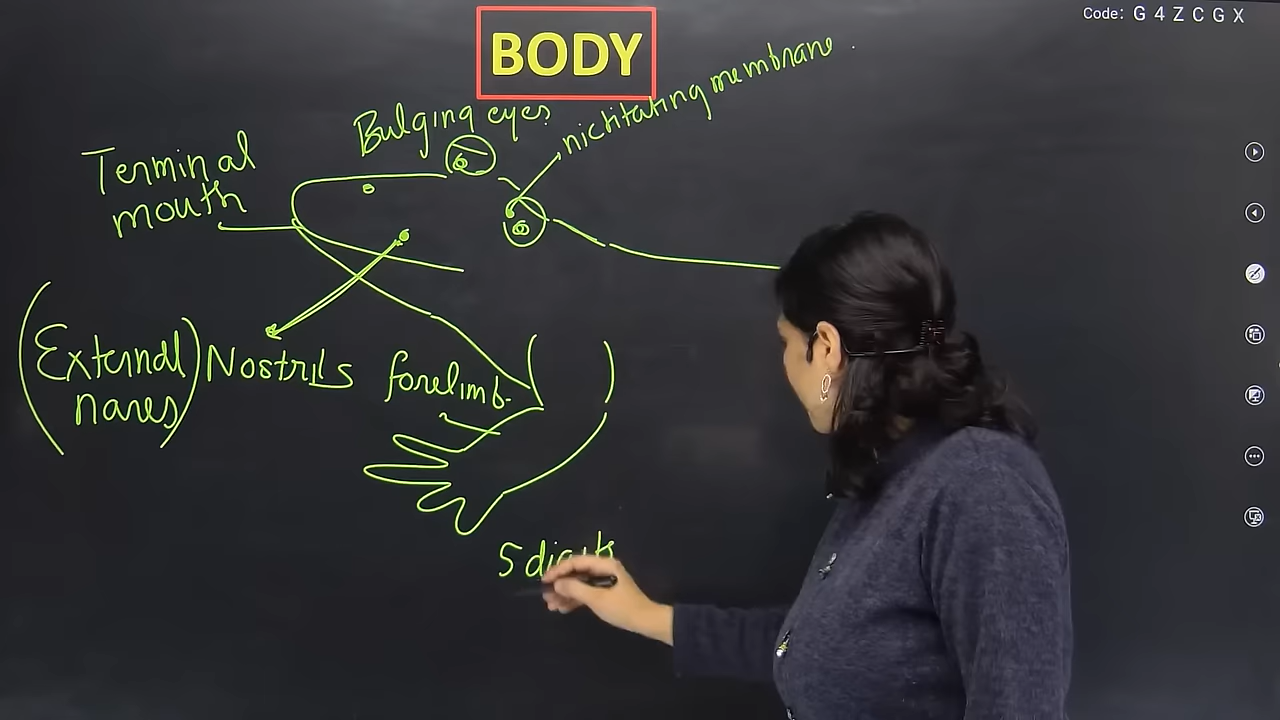 Code: G 4 Z C G X
BODY
Bulging eyes
nictitating membrane
Terminal
mouth
(External
nares)
Nostrils
forelimb
5 digits